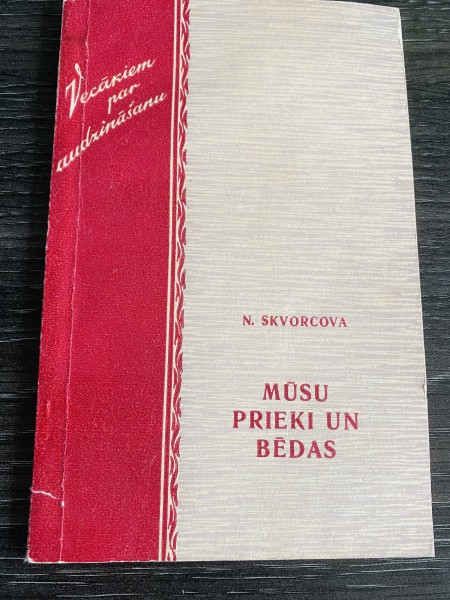 Vecākiem
par
audzināšanu
N. SKVORCOVA
MŪSU
PRIEKI UN
BĒDAS